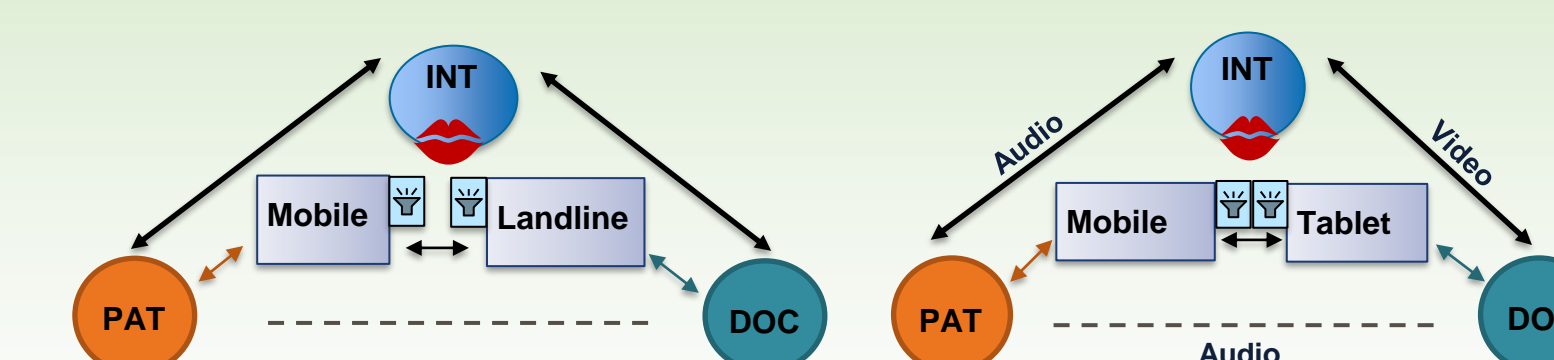 INT
Mobile
Landline
PAT
DOC
INT
Audio
Video
Mobile
Tablet
PAT
DO
Audio